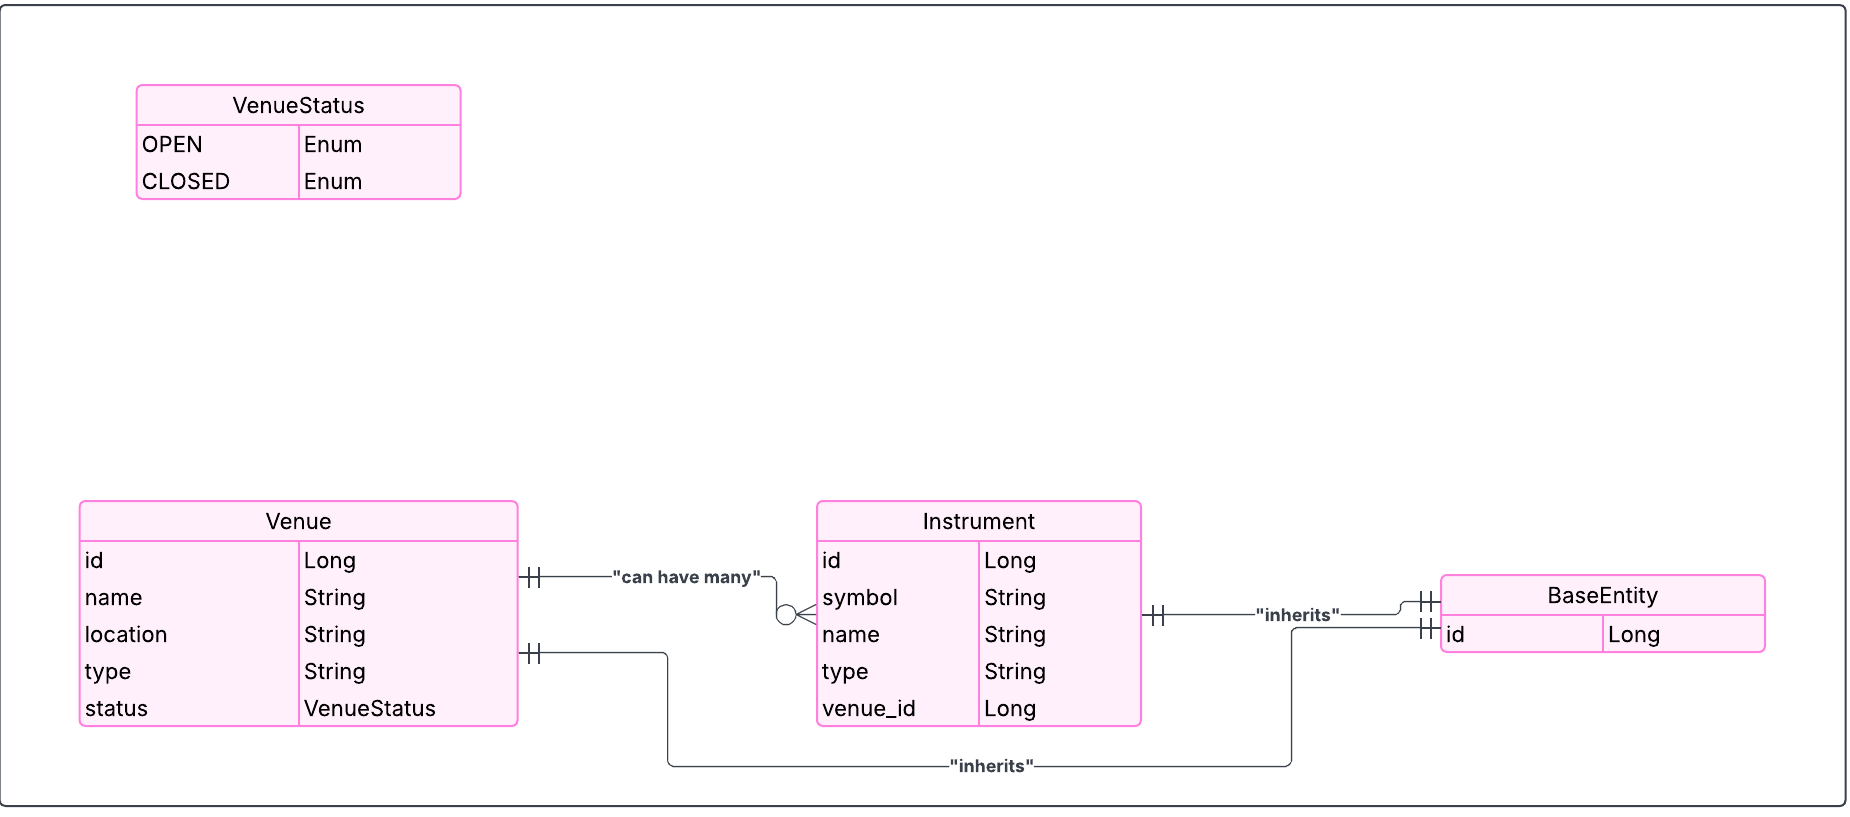 VenueStatus
OPEN Enum
CLOSED Enum
Venue
id Long
name String
location String
type String
status VenueStatus
"can have many"
Instrument
id Long
symbol String
name String
type String
venue_id Long
"inherits"
BaseEntity
id Long
"inherits"